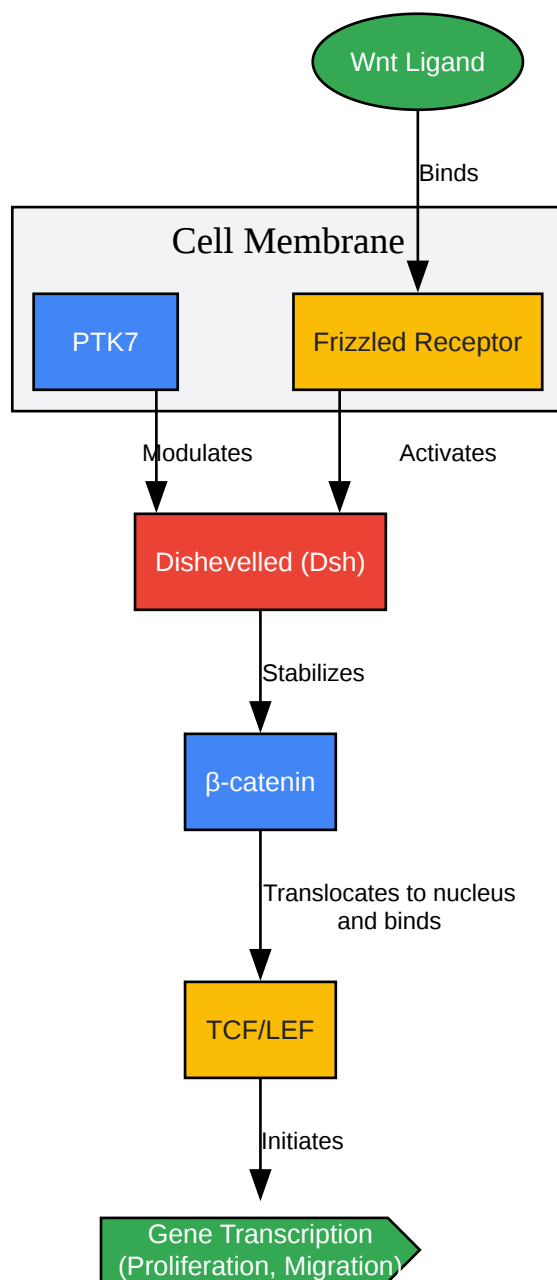 Wnt Ligand
Binds
Cell Membrane
PTK7
Frizzled Receptor
Modulates
Activates
Dishevelled (Dsh)
Stabilizes
β-catenin
Translocates to nucleus
and binds
TCF/LEF
Initiates
Gene Transcription
(Proliferation, Migration)